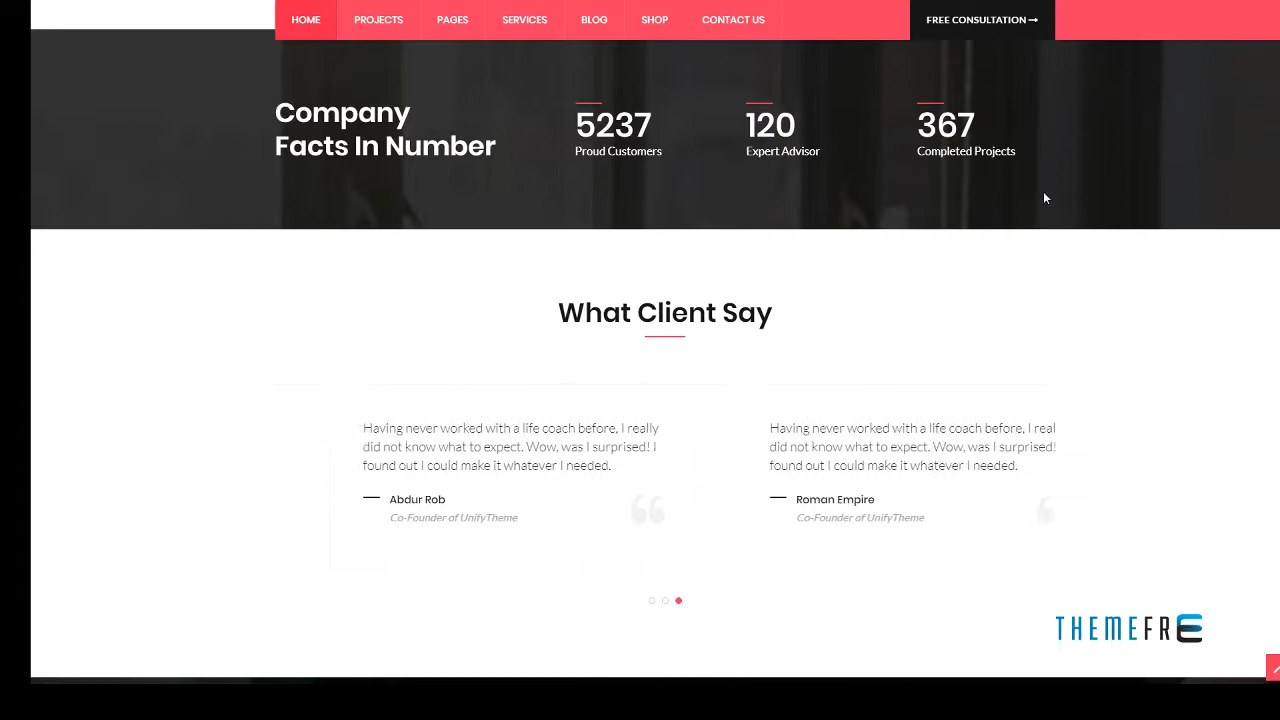 HOME PROJECTS PAGES SERVICES BLOG SHOP CONTACT US FREE CONSULTATION
Company
Facts In Number
5237
Proud Customers
120
Expert Advisor
367
Completed Projects
What Client Say
Having never worked with a life coach before, I really
did not know what to expect. Wow, was I surprised! I
found out I could make it whatever I needed.
Abdur Rob
Co-Founder of UnifyTheme
Having never worked with a life coach before, I real
did not know what to expect. Wow, was I surprised!
found out I could make it whatever I needed.
Roman Empire
Co-Founder of UnifyTheme
THEMEFRE